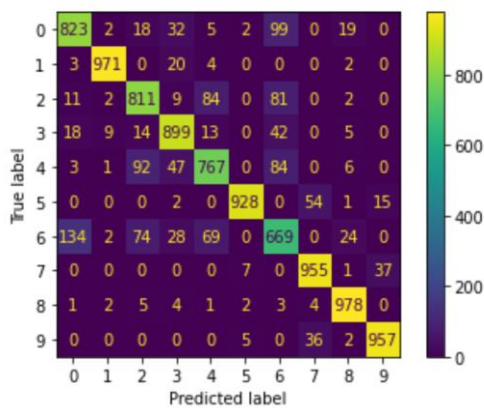 0 823 2 18 32 5 2 99 0 19 0
1 3 971 0 20 4 0 0 0 2 0
2 11 2 811 9 84 0 81 0 2 0
3 18 9 14 899 13 0 42 0 5 0
4 3 1 92 47 767 0 84 0 6 0
5 0 0 0 2 0 928 0 54 1 15
6 134 2 74 28 69 0 669 0 24 0
7 0 0 0 0 0 7 0 955 1 37
8 1 2 5 4 1 2 3 4 978 0
9 0 0 0 0 0 5 0 36 2 957
0 1 2 3 4 5 6 7 8 9
Predicted label
True label
800
600
400
200
0